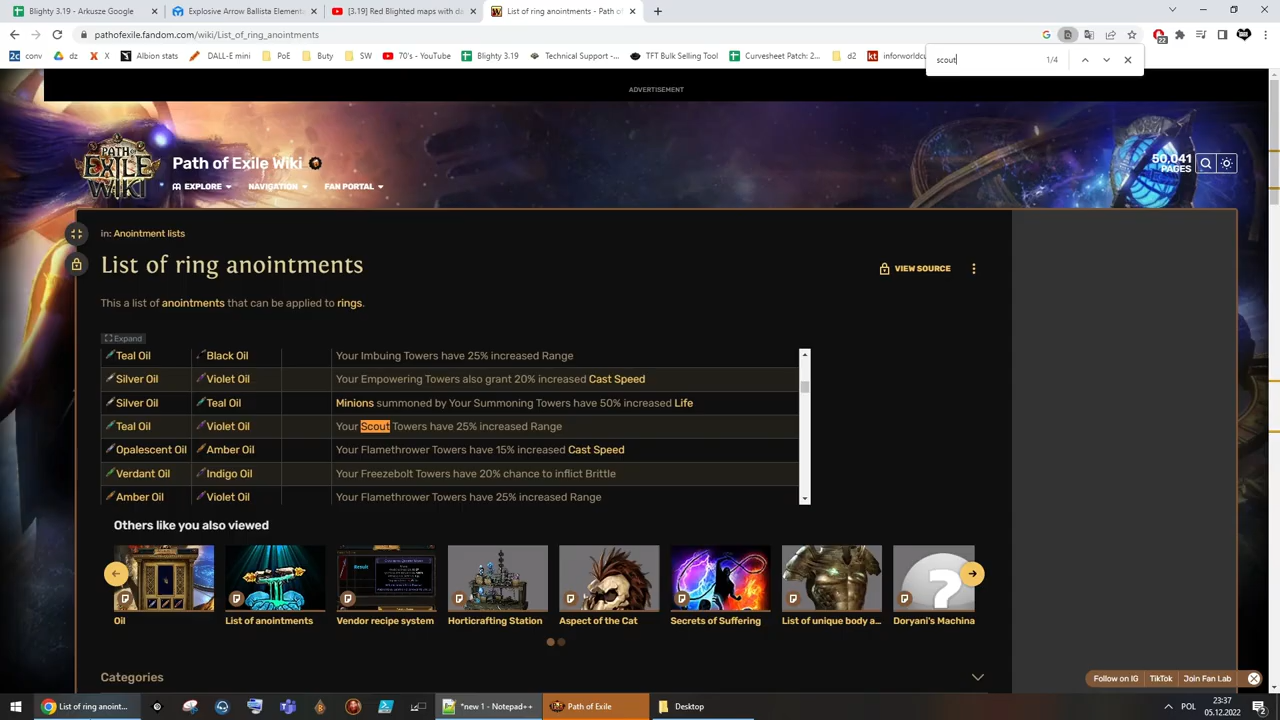 Blighty 3.19 - Arkusze Google
Explosive Arrow Ballista Element
[3.19] Red Blighted maps with da
List of ring anointments - Path of
pathofexile.fandom.com/wiki/List_of_ring_anointments
22
conv
dz
Albion stats
DALL-E mini
PoE
Buty
SW
70's - YouTube
Blighty 3.19
Technical Support -...
TFT Bulk Selling Tool
Curvesheet Patch: 2...
d2
inforworldc
scout
1/4
ADVERTISEMENT
PATH OF EXILE WIKI
Path of Exile Wiki
50,041 PAGES
EXPLORE
NAVIGATION
FAN PORTAL
in: Anointment lists
List of ring anointments
VIEW SOURCE
This a list of anointments that can be applied to rings.
Expand
Teal Oil Black Oil Your Imbuing Towers have 25% increased Range
Silver Oil Violet Oil Your Empowering Towers also grant 20% increased Cast Speed
Silver Oil Teal Oil Minions summoned by Your Summoning Towers have 50% increased Life
Teal Oil Violet Oil Your Scout Towers have 25% increased Range
Opalescent Oil Amber Oil Your Flamethrower Towers have 15% increased Cast Speed
Verdant Oil Indigo Oil Your Freezebolt Towers have 20% chance to inflict Brittle
Amber Oil Violet Oil Your Flamethrower Towers have 25% increased Range
Others like you also viewed
Result
Oil
List of anointments
Vendor recipe system
Horticrafting Station
Aspect of the Cat
Secrets of Suffering
List of unique body a...
Doryani's Machina
Categories
Follow on IG
TikTok
Join Fan Lab
List of ring anoint...
*new 1 - Notepad++
Path of Exile
Desktop
POL
23:37
05.12.2022
2